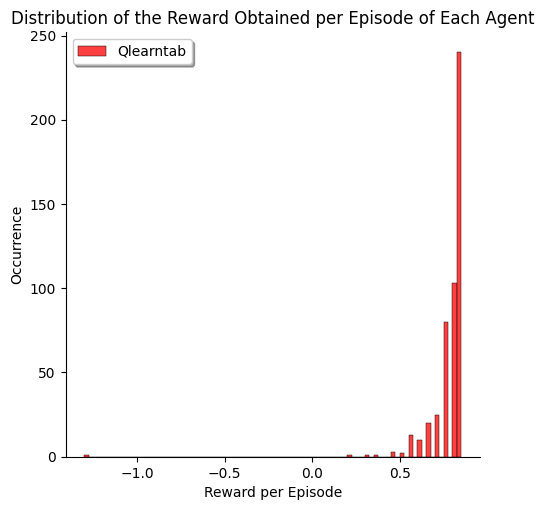 Distribution of the Reward Obtained per Episode of Each Agent
250
Qlearntab
200
150
100
50
0
Occurrence
−1.0
−0.5
0.0
0.5
Reward per Episode